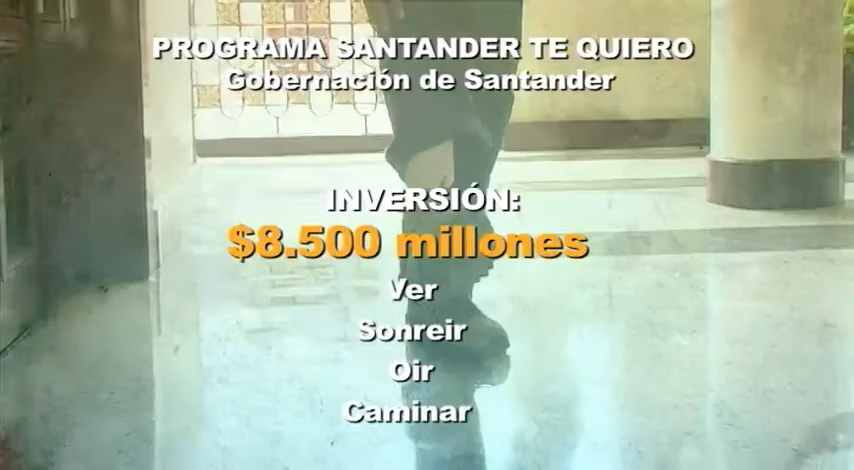 PROGRAMA SANTANDER TE QUIERO
Gobernación de Santander
INVERSIÓN:
$8.500 millones
Ver
Sonreir
Oir
Caminar